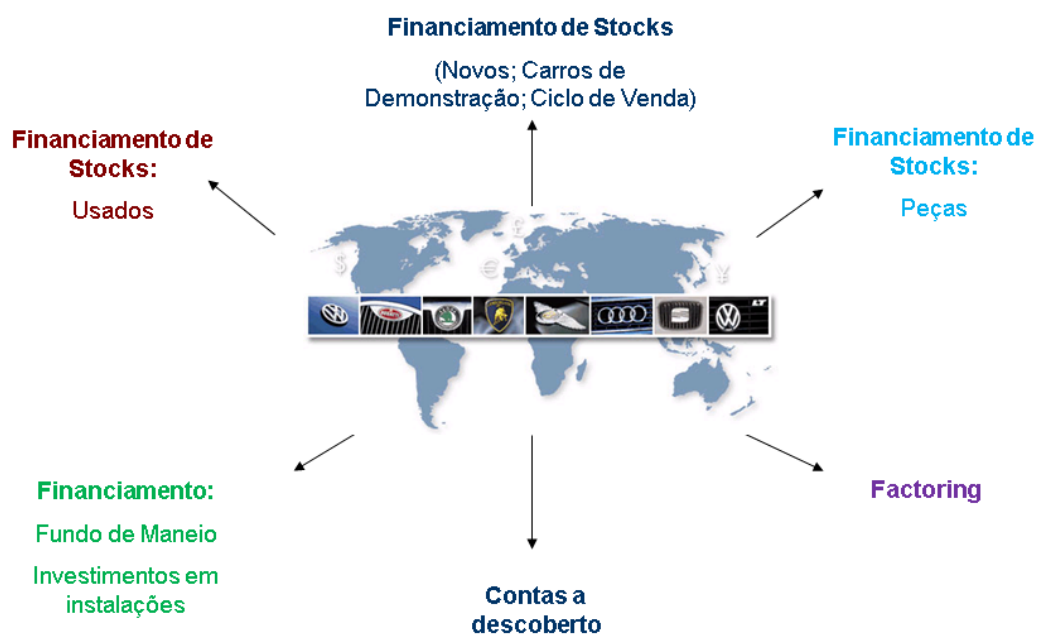 Financiamento de Stocks
(Novos; Carros de
Demonstração; Ciclo de Venda)
Financiamento de
Stocks:
Usados
Financiamento de
Stocks:
Peças
£
$
€
¥
LT
Financiamento:
Fundo de Maneio
Investimentos em
instalações
Contas a
descoberto
Factoring